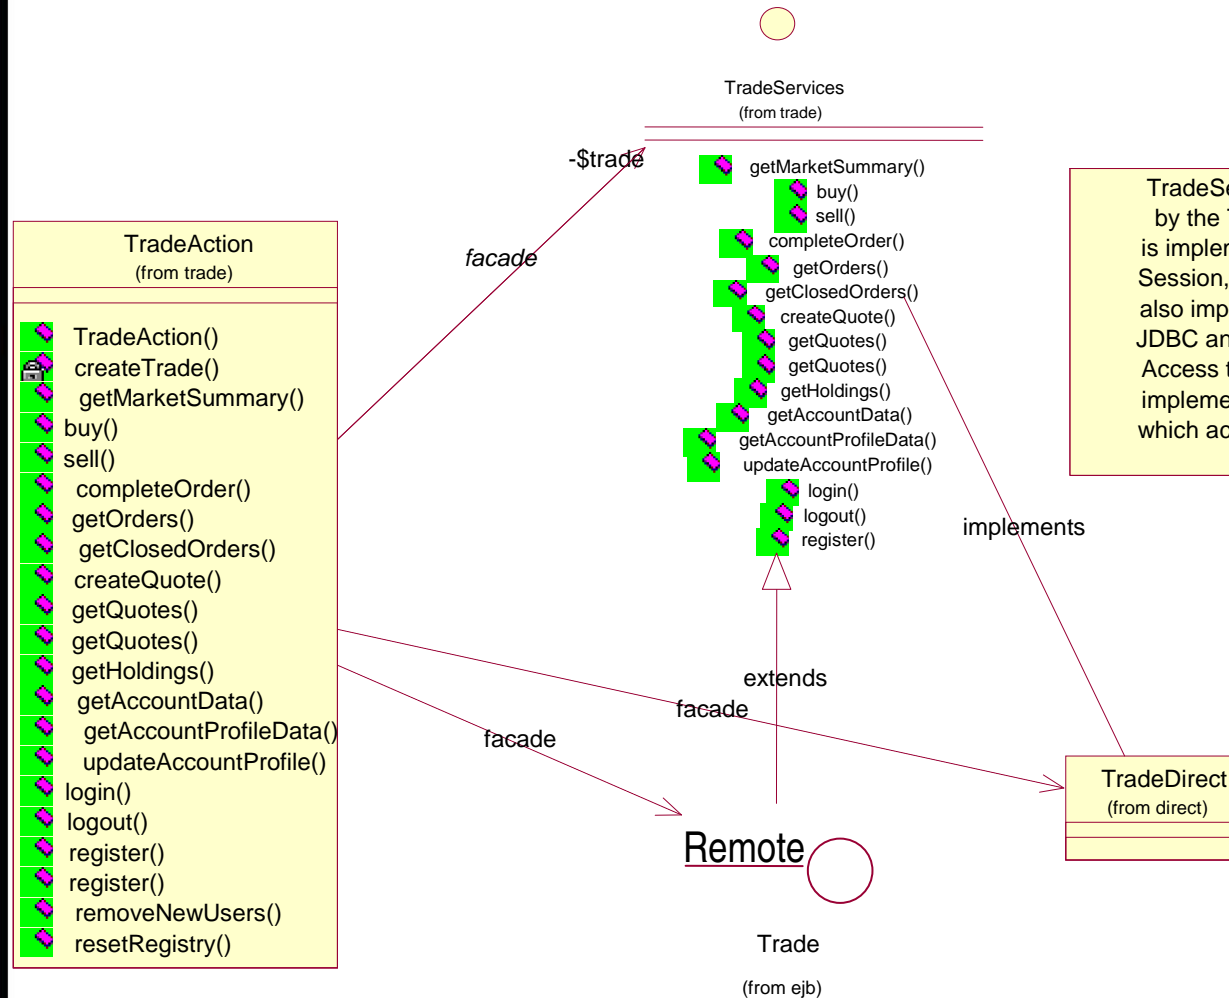 TradeServices
(from trade)
-$trade
getMarketSummary()
buy()
sell()
completeOrder()
getOrders()
getClosedOrders()
createQuote()
getQuotes()
getQuotes()
getHoldings()
getAccountData()
getAccountProfileData()
updateAccountProfile()
login()
logout()
register()
TradeAction
(from trade)
TradeAction()
createTrade()
getMarketSummary()
buy()
sell()
completeOrder()
getOrders()
getClosedOrders()
createQuote()
getQuotes()
getQuotes()
getHoldings()
getAccountData()
getAccountProfileData()
updateAccountProfile()
login()
logout()
register()
register()
removeNewUsers()
resetRegistry()
facade
implements
extends
facade
facade
by the
is
Session,
also
JDBC
Access
which
TradeDirect
(from direct)
Remote
Trade
(from ejb)